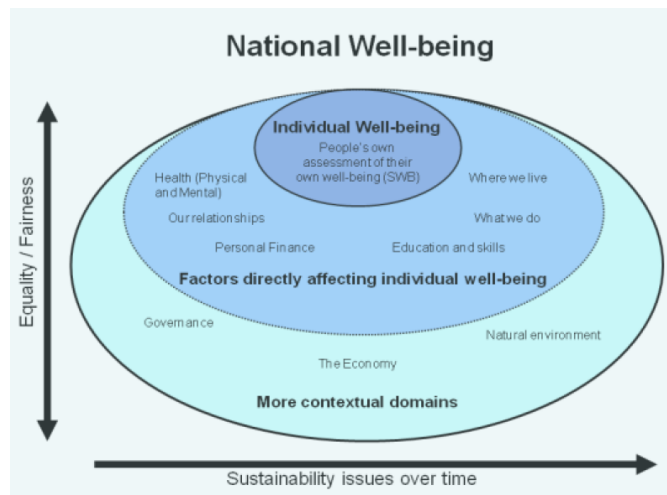 National Well-being
Individual Well-being
People's own
assessment of their
own well-being (SWB)
Health (Physical
and Mental)
Where we live
Our relationships
What we do
Personal Finance
Education and skills
Factors directly affecting individual well-being
Governance
Natural environment
The Economy
More contextual domains
Equality / Fairness
Sustainability issues over time